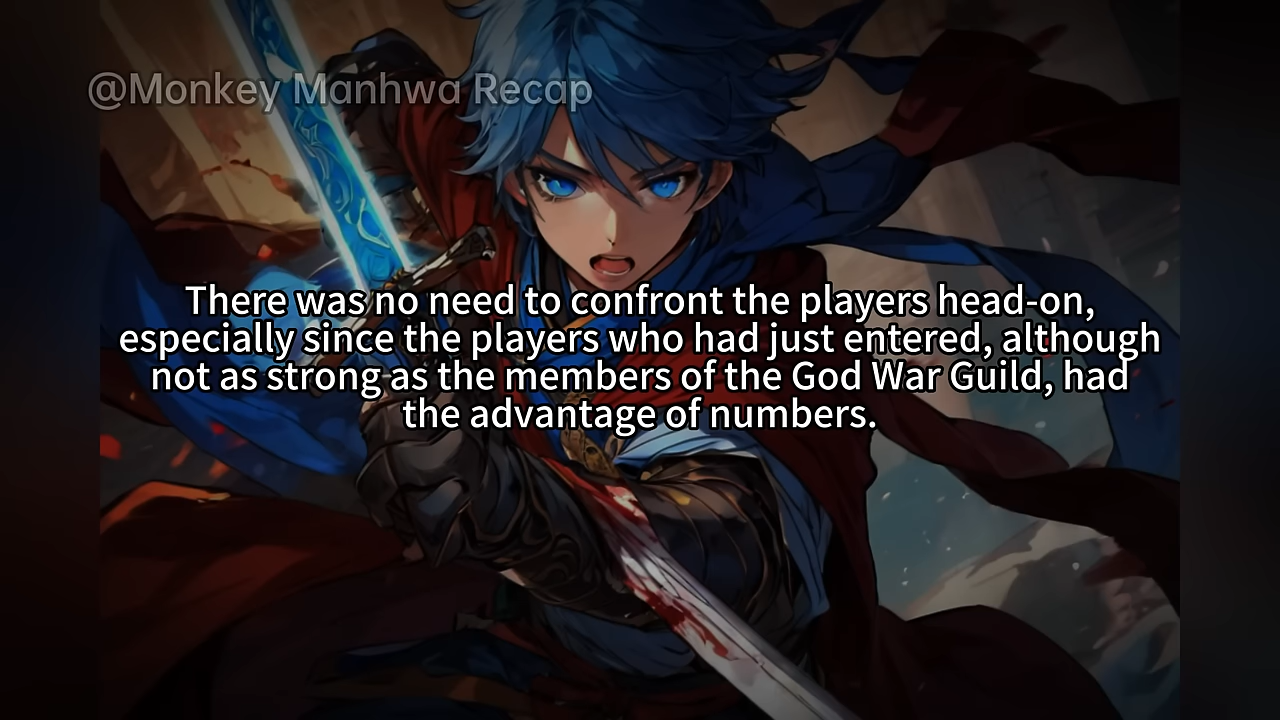 @Monkey Manhwa Recap
There was no need to confront the players head-on,
especially since the players who had just entered, although
not as strong as the members of the God War Guild, had
the advantage of numbers.